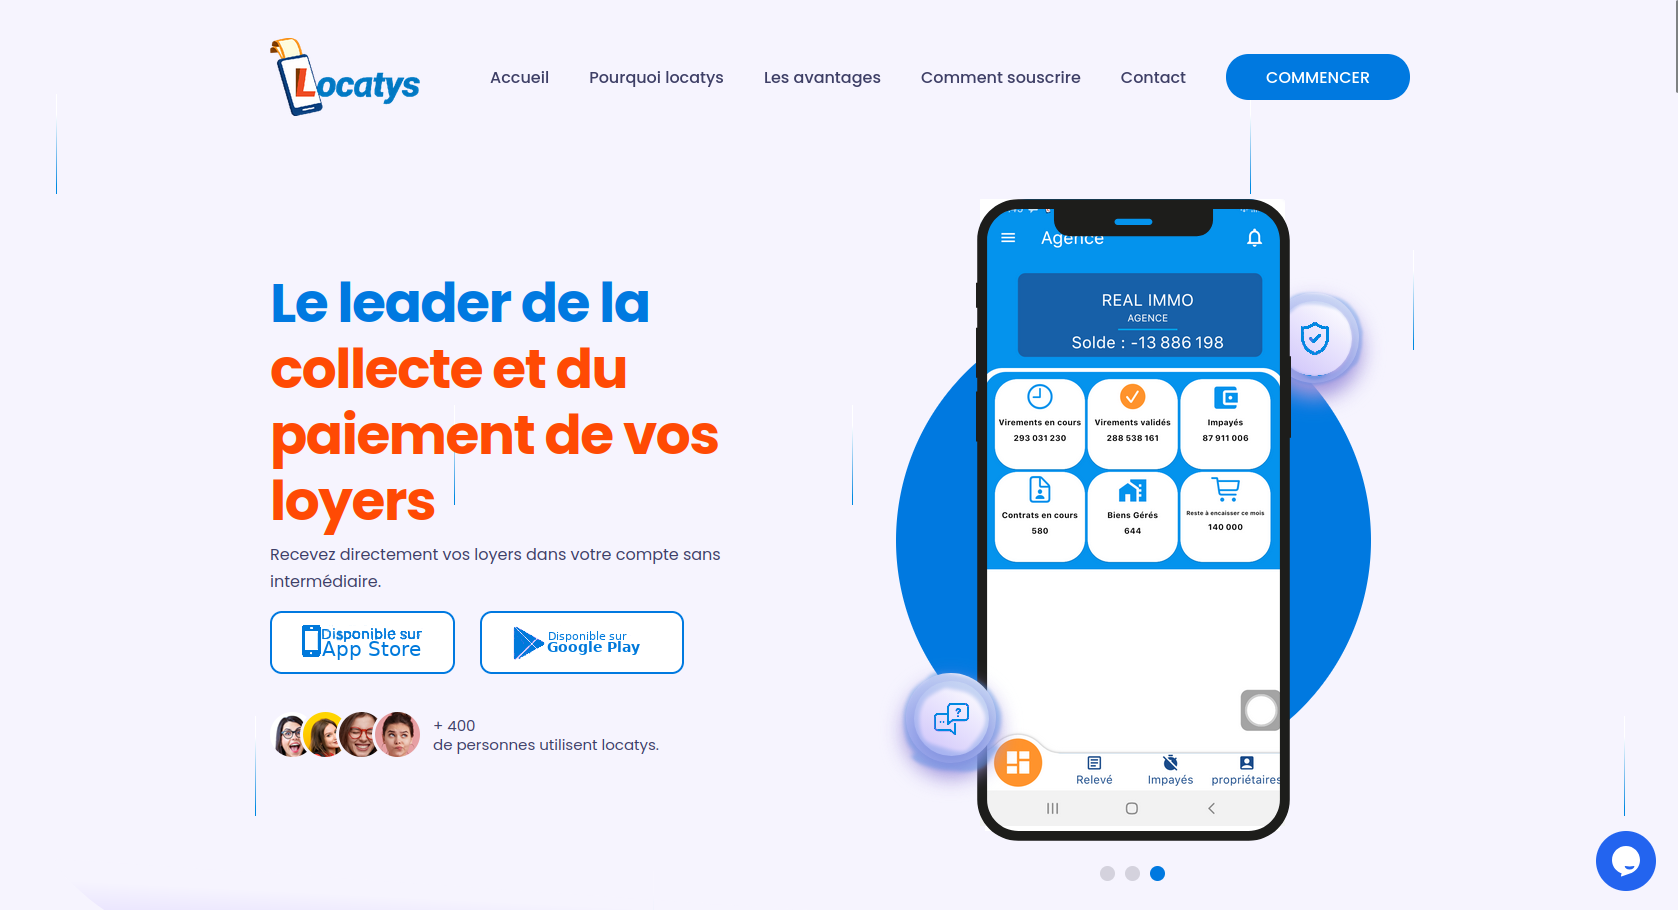 Locatys
Accueil
Pourquoi locatys
Les avantages
Comment souscrire
Contact
COMMENCER
Le leader de la
collecte et du
paiement de vos
loyers
Recevez directement vos loyers dans votre compte sans
intermédiaire.
Disponible sur
App Store
Disponible sur
Google Play
+ 400
de personnes utilisent locatys.
Agence
REAL IMMO
AGENCE
Solde : -13 886 198
Virements en cours
293 031 230
Virements validés
288 538 161
Impayés
87 911 006
Contrats en cours
580
Biens Gérés
644
Reste à encaisser ce mois
140 000
Relevé
Impayés
propriétaires